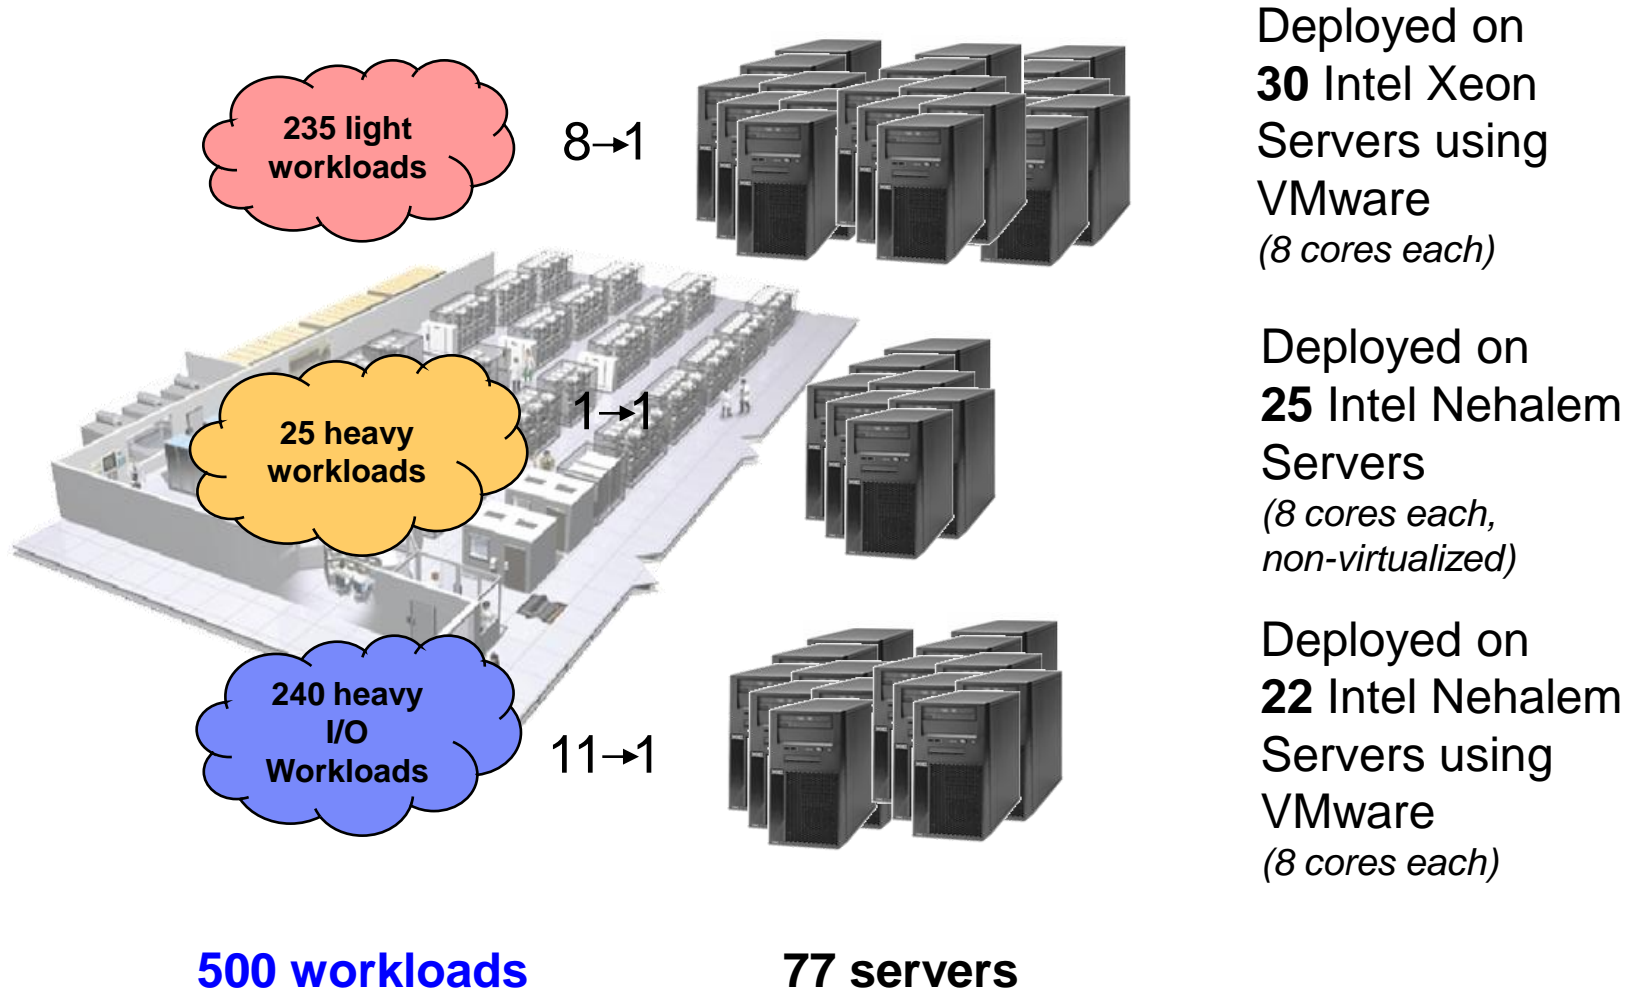 235 light
workloads
8→1
Deployed on
30 Intel Xeon
Servers using
VMware
(8 cores each)
25 heavy
workloads
1→1
Deployed on
25 Intel Nehalem
Servers
(8 cores each,
non-virtualized)
240 heavy
I/O
Workloads
11→1
Deployed on
22 Intel Nehalem
Servers using
VMware
(8 cores each)
500 workloads
77 servers